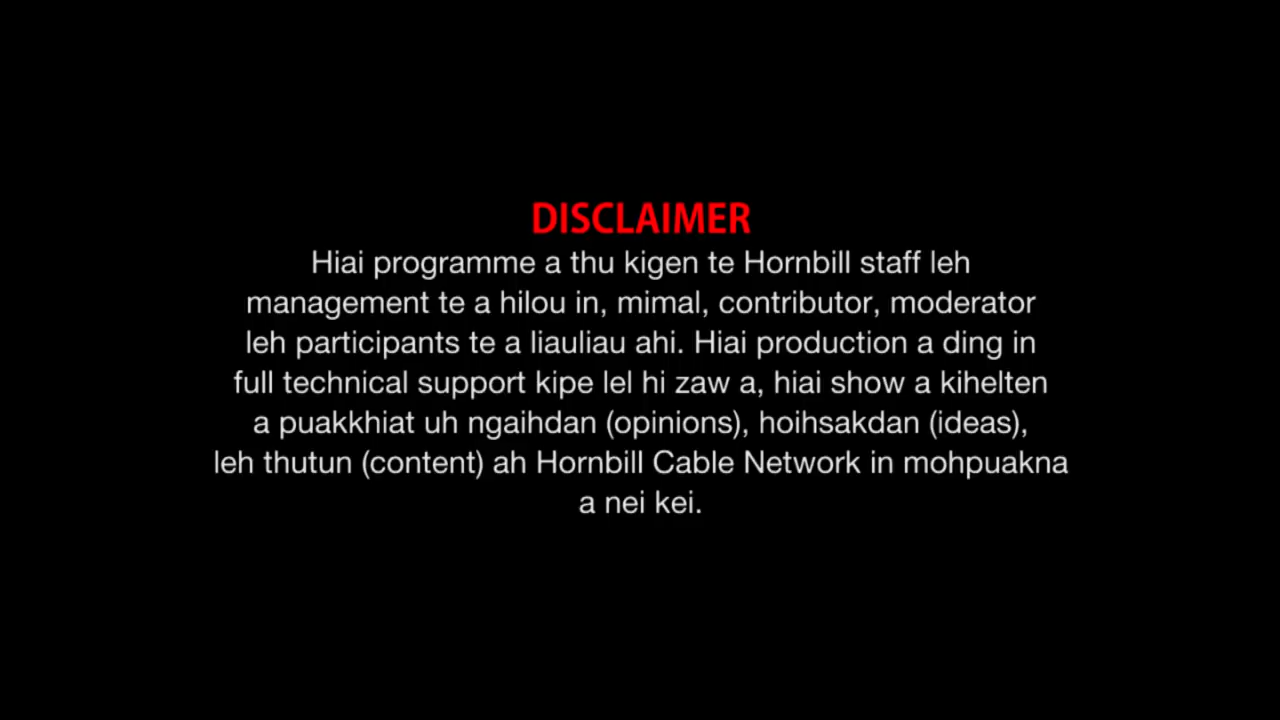 DISCLAIMER
Hiai programme a thu kigen te Hornbill staff leh
management te a hilou in, mimal, contributor, moderator
leh participants te a liauliau ahi. Hiai production a ding in
full technical support kipe lel hi zaw a, hiai show a kihelten
a puakkhiat uh ngaihdan (opinions), hoihsakdan (ideas),
leh thutun (content) ah Hornbill Cable Network in mohpuakna
a nei kei.